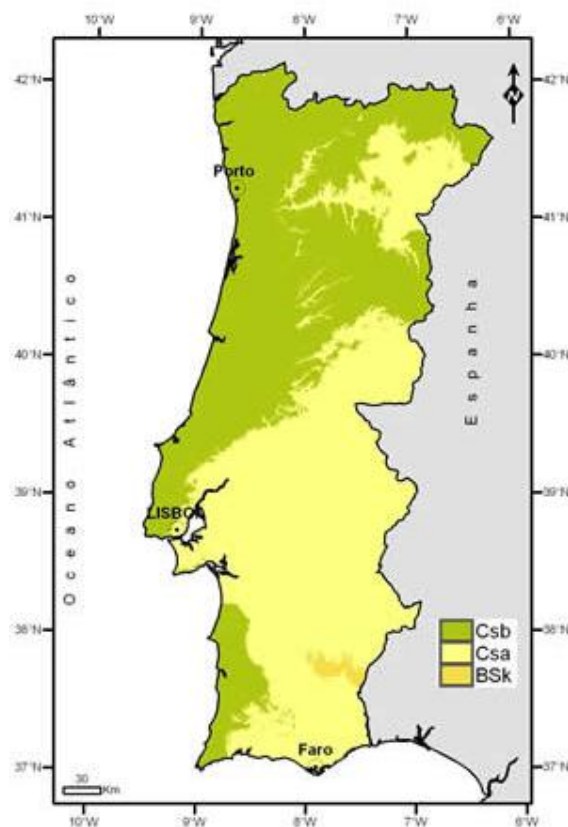 10°W 9°W 8°W 7°W 6°W
42°N 42°N
N
Porto
41°N 41°N
Oceano Atlântico
Espanha
40°N 40°N
39°N 39°N
LISBOA
38°N 38°N
Csb
Csa
BSk
Faro
37°N 37°N
30
Km
10°W 9°W 8°W 7°W 6°W